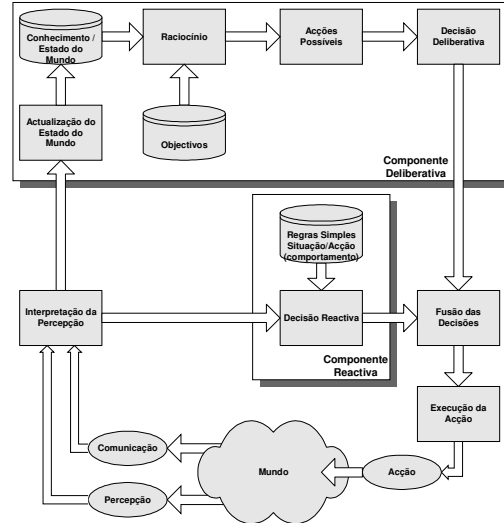 Conhecimento /
Estado do
Mundo
Raciocínio
Acções
Possíveis
Decisão
Deliberativa
Actualização do
Estado do
Mundo
Objectivos
Componente
Deliberativa
Regras Simples
Situação/Acção
(comportamento)
Interpretação da
Percepção
Decisão Reactiva
Fusão das
Decisões
Componente
Reactiva
Execução da
Acção
Comunicação
Mundo
Acção
Percepção